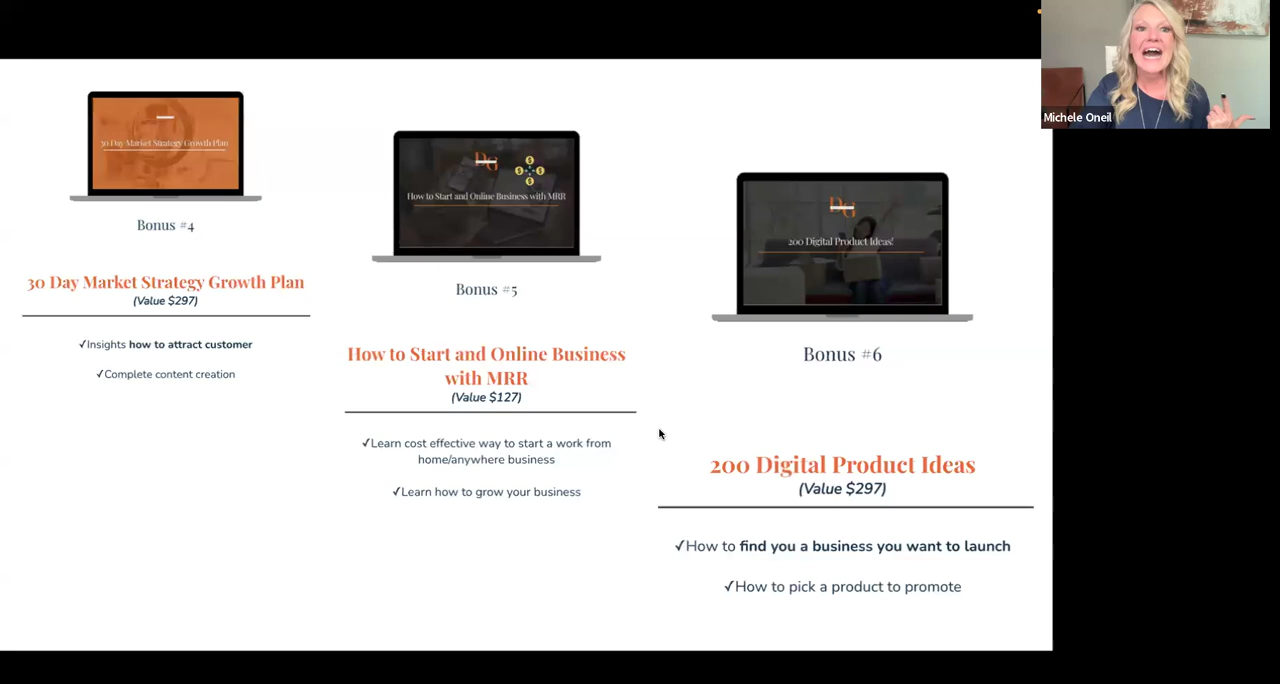 Michele Oneil
30 Day Market Strategy Growth Plan
Bonus #4
30 Day Market Strategy Growth Plan
(Value $297)
✓Insights how to attract customer
✓Complete content creation
DG
$ $ $ $
How to Start and Online Business with MRR
Bonus #5
How to Start and Online Business
with MRR
(Value $127)
✓Learn cost effective way to start a work from
home/anywhere business
✓Learn how to grow your business
DG
200 Digital Product Ideas!
Bonus #6
200 Digital Product Ideas
(Value $297)
✓How to find you a business you want to launch
✓How to pick a product to promote